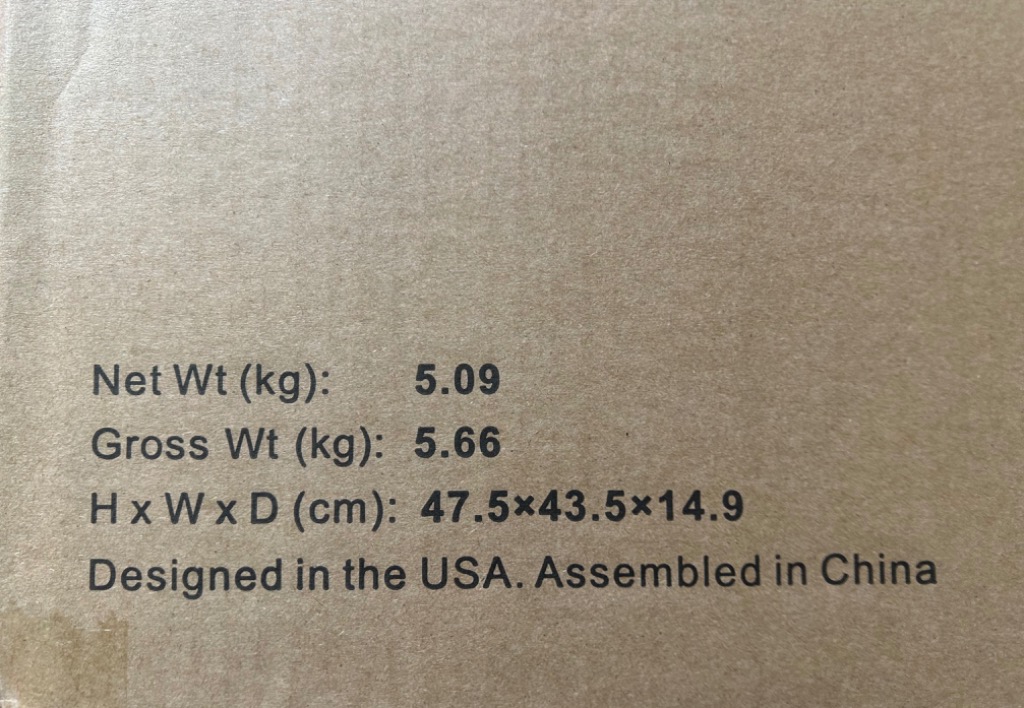 Net Wt (kg): 5.09
Gross Wt (kg): 5.66
H x W x D (cm): 47.5×43.5×14.9
Designed in the USA. Assembled in China